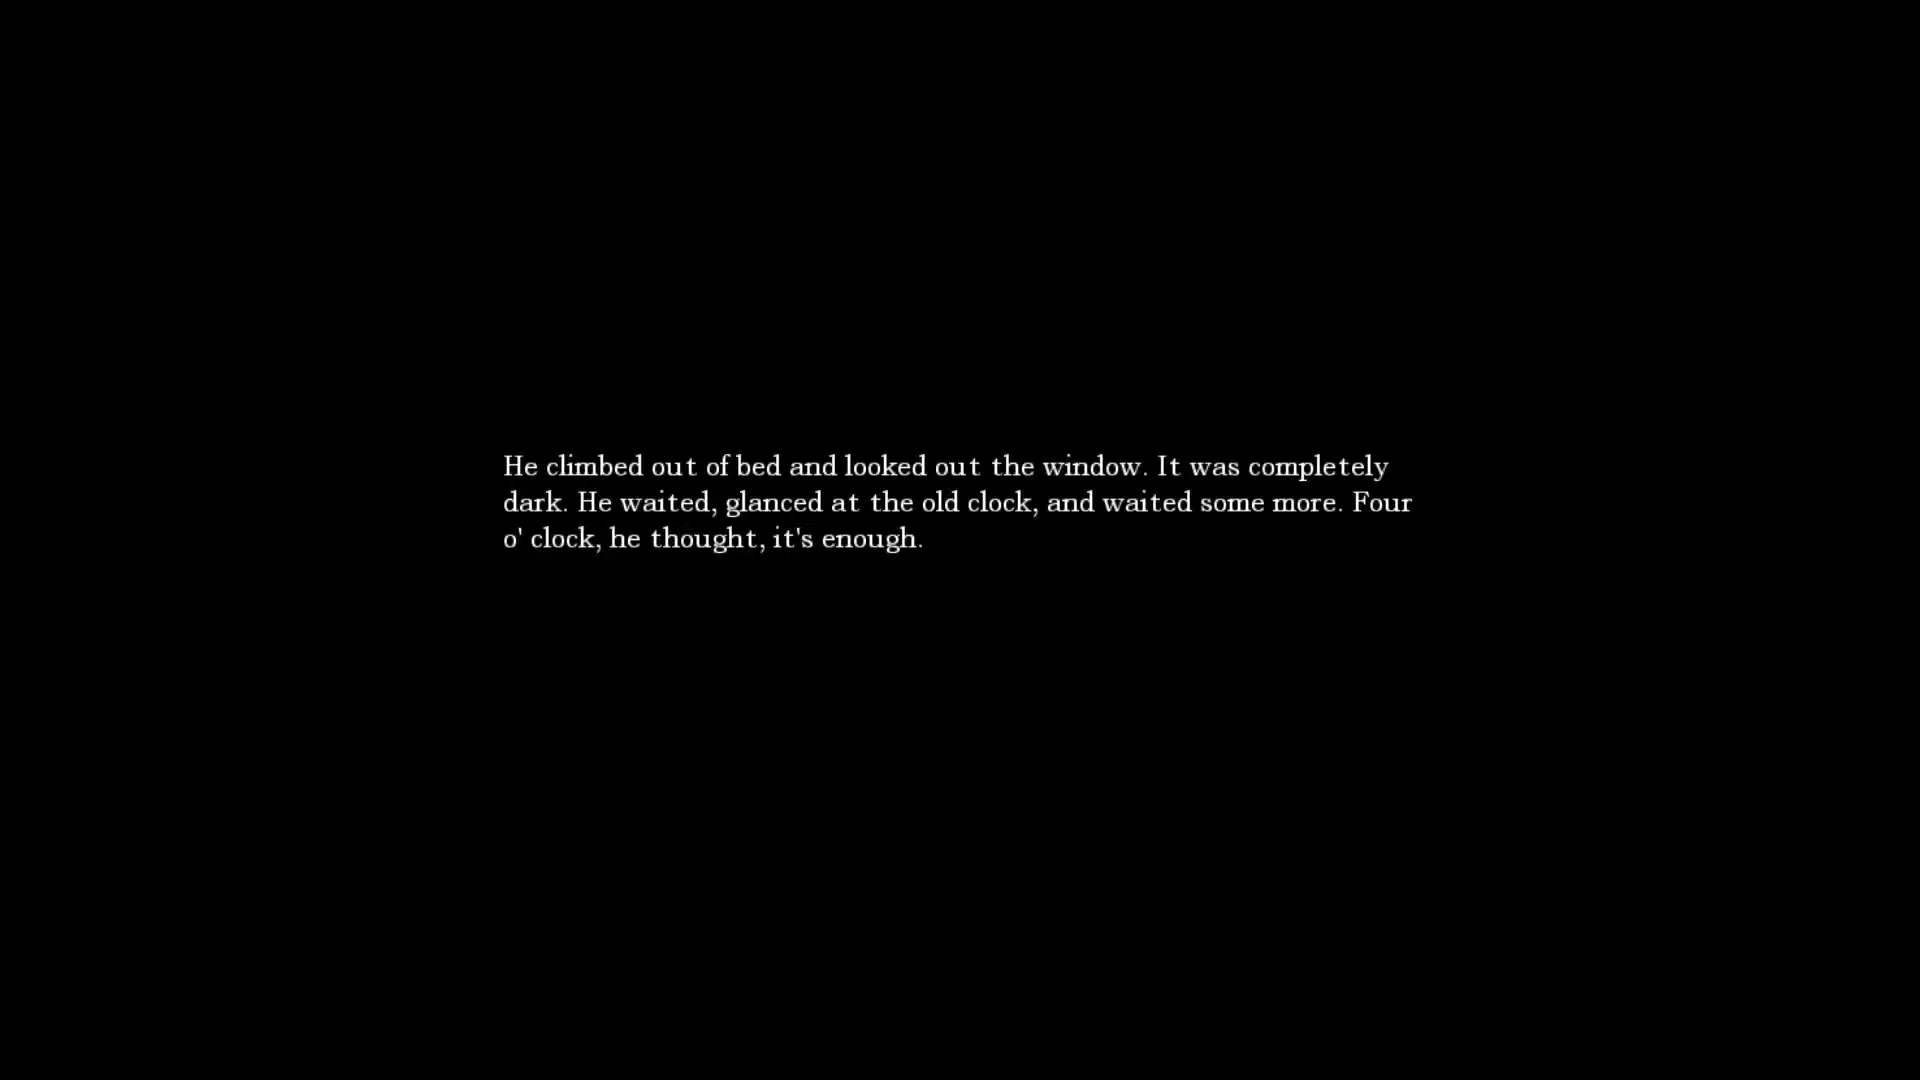 He climbed out of bed and looked out the window. It was completely
dark. He waited, glanced at the old clock, and waited some more. Four
o' clock, he thought, it's enough.